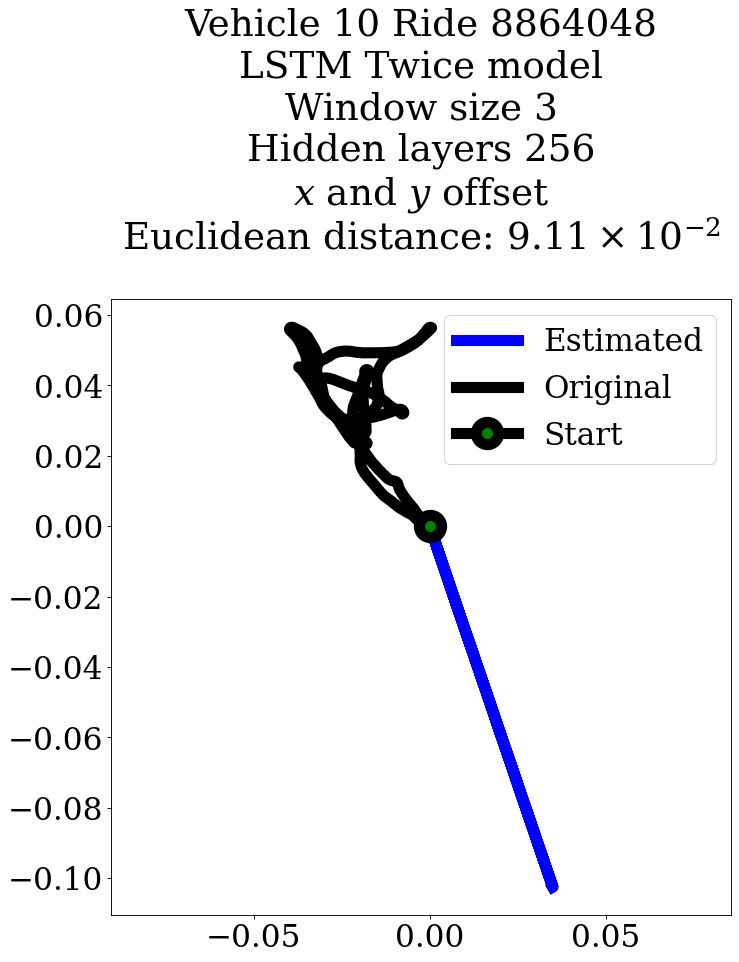 Vehicle 10 Ride 8864048
LSTM Twice model
Window size 3
Hidden layers 256
x and y offset
Euclidean distance: 9.11 × 10⁻²
Estimated
Original
Start
0.06
0.04
0.02
0.00
−0.02
−0.04
−0.06
−0.08
−0.10
−0.05 0.00 0.05